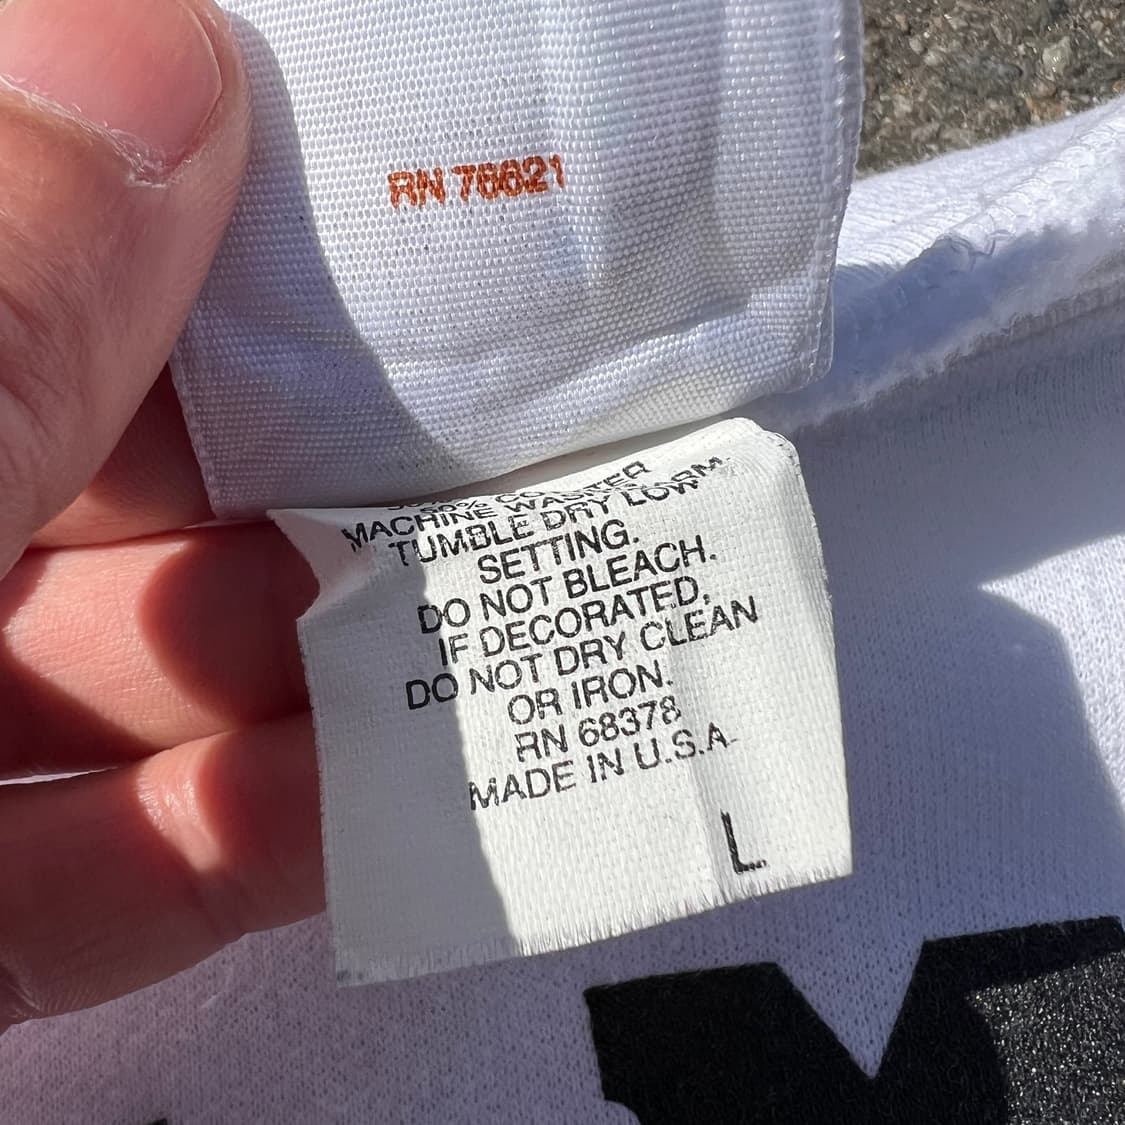 RN 76621
MACHINE WASH WARM.
TUMBLE DRY LOW
SETTING.
DO NOT BLEACH.
IF DECORATED,
DO NOT DRY CLEAN
OR IRON.
RN 68378
MADE IN U.S.A.
L